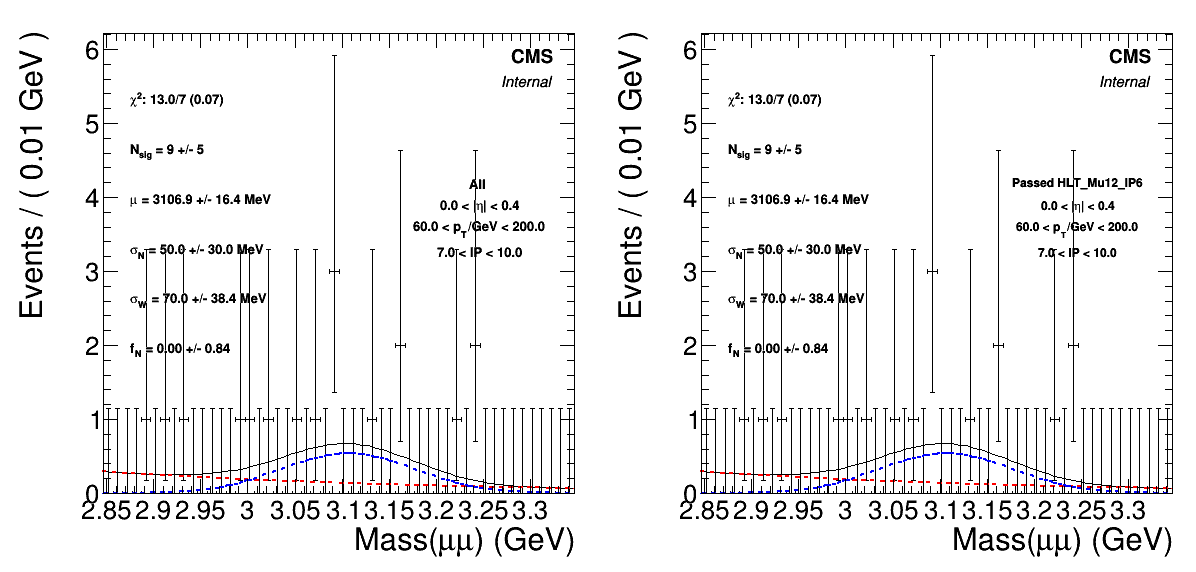 Events / ( 0.01 GeV )
6
5
4
3
2
1
0
CMS
Internal
χ²: 13.0/7 (0.07)
N_sig = 9 +/- 5
μ = 3106.9 +/- 16.4 MeV
σ_N = 50.0 +/- 30.0 MeV
σ_W = 70.0 +/- 38.4 MeV
f_N = 0.00 +/- 0.84
All
0.0 < |η| < 0.4
60.0 < p_T/GeV < 200.0
7.0 < IP < 10.0
2.85 2.9 2.95 3 3.05 3.1 3.15 3.2 3.25 3.3
Mass(μμ) (GeV)
Events / ( 0.01 GeV )
6
5
4
3
2
1
0
CMS
Internal
χ²: 13.0/7 (0.07)
N_sig = 9 +/- 5
μ = 3106.9 +/- 16.4 MeV
σ_N = 50.0 +/- 30.0 MeV
σ_W = 70.0 +/- 38.4 MeV
f_N = 0.00 +/- 0.84
Passed HLT_Mu12_IP6
0.0 < |η| < 0.4
60.0 < p_T/GeV < 200.0
7.0 < IP < 10.0
2.85 2.9 2.95 3 3.05 3.1 3.15 3.2 3.25 3.3
Mass(μμ) (GeV)